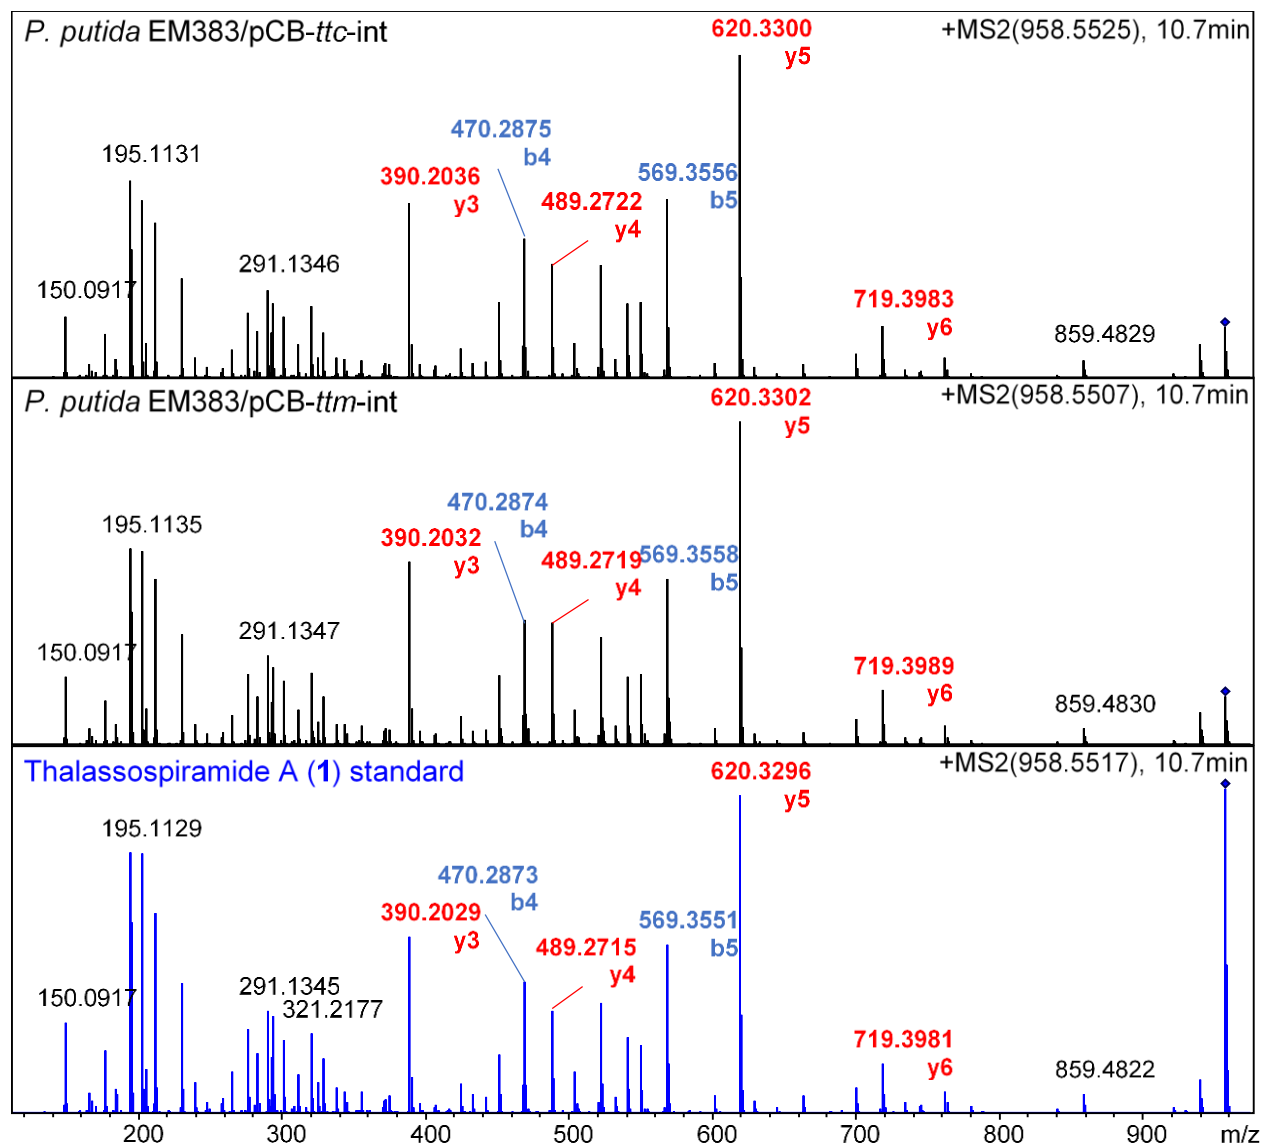 P. putida EM383/pCB-ttc-int
620.3300
y5
+MS2(958.5525), 10.7min
195.1131
470.2875
b4
390.2036
y3
489.2722
y4
569.3556
b5
291.1346
150.0917
719.3983
y6
859.4829
P. putida EM383/pCB-ttm-int
620.3302
y5
+MS2(958.5507), 10.7min
195.1135
470.2874
b4
390.2032
y3
489.2719
y4
569.3558
b5
291.1347
150.0917
719.3989
y6
859.4830
Thalassospiramide A (1) standard
620.3296
y5
+MS2(958.5517), 10.7min
195.1129
470.2873
b4
390.2029
y3
489.2715
y4
569.3551
b5
291.1345
150.0917
321.2177
719.3981
y6
859.4822
200 300 400 500 600 700 800 900 m/z